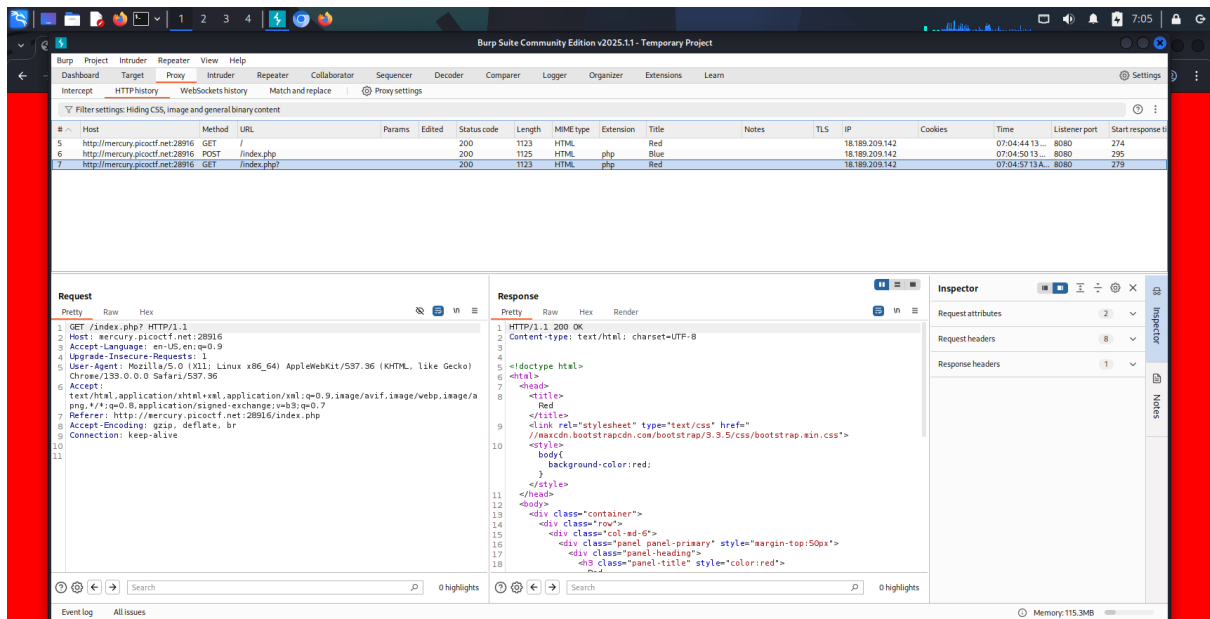 1 2 3 4 7:05
Burp Suite Community Edition v2025.1.1 - Temporary Project
Burp Project Intruder Repeater View Help
Dashboard Target Proxy Intruder Repeater Collaborator Sequencer Decoder Comparer Logger Organizer Extensions Learn Settings
Intercept HTTP history WebSockets history Match and replace Proxy settings
Filter settings: Hiding CSS, image and general binary content
# Host Method URL Params Edited Status code Length MIME type Extension Title Notes TLS IP Cookies Time Listener port Start response ti
5 http://mercury.picoctf.net:28916 GET / 200 1123 HTML Red 18.189.209.142 07:04:44 13 ... 8080 274
6 http://mercury.picoctf.net:28916 POST /index.php 200 1125 HTML php Blue 18.189.209.142 07:04:50 13 ... 8080 295
7 http://mercury.picoctf.net:28916 GET /index.php? 200 1123 HTML php Red 18.189.209.142 07:04:57 13 A... 8080 279
Request
Pretty Raw Hex \n
1 GET /index.php? HTTP/1.1
2 Host: mercury.picoctf.net:28916
3 Accept-Language: en-US,en;q=0.9
4 Upgrade-Insecure-Requests: 1
5 User-Agent: Mozilla/5.0 (X11; Linux x86_64) AppleWebKit/537.36 (KHTML, like Gecko)
Chrome/133.0.0.0 Safari/537.36
6 Accept:
text/html,application/xhtml+xml,application/xml;q=0.9,image/avif,image/webp,image/a
png,*/*;q=0.8,application/signed-exchange;v=b3;q=0.7
7 Referer: http://mercury.picoctf.net:28916/index.php
8 Accept-Encoding: gzip, deflate, br
9 Connection: keep-alive
10
11
Search 0 highlights
Response
Pretty Raw Hex Render \n
1 HTTP/1.1 200 OK
2 Content-type: text/html; charset=UTF-8
3
4
5 <!doctype html>
6 <html>
7 <head>
8 <title>
Red
</title>
9 <link rel="stylesheet" type="text/css" href="
//maxcdn.bootstrapcdn.com/bootstrap/3.3.5/css/bootstrap.min.css">
10 <style>
body{
background-color:red;
}
</style>
11 </head>
12 <body>
13 <div class="container">
14 <div class="row">
15 <div class="col-md-6">
16 <div class="panel panel-primary" style="margin-top:50px">
17 <div class="panel-heading">
18 <h3 class="panel-title" style="color:red">
Red
Search 0 highlights
Inspector
Request attributes 2
Request headers 8
Response headers 1
Inspector
Notes
Event log All issues Memory: 115.3MB